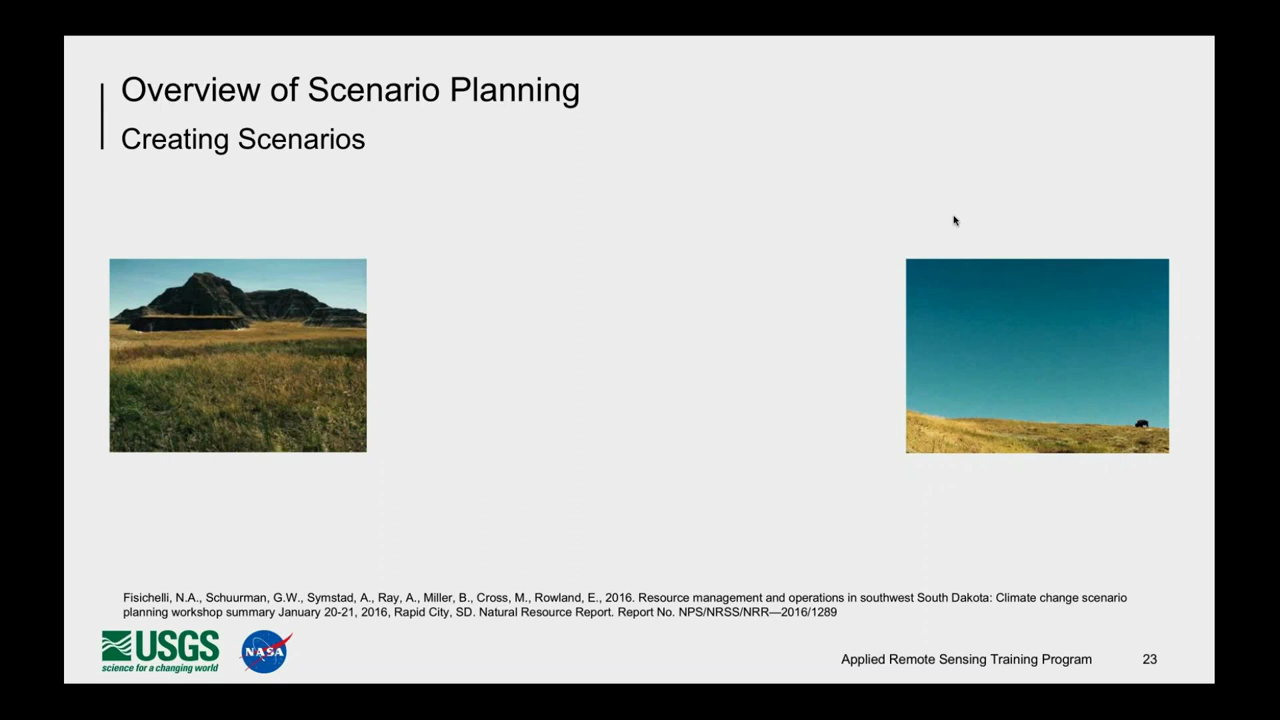 Overview of Scenario Planning
Creating Scenarios
Fisichelli, N.A., Schuurman, G.W., Symstad, A., Ray, A., Miller, B., Cross, M., Rowland, E., 2016. Resource management and operations in southwest South Dakota: Climate change scenario
planning workshop summary January 20-21, 2016, Rapid City, SD. Natural Resource Report. Report No. NPS/NRSS/NRR—2016/1289
USGS
science for a changing world
NASA
Applied Remote Sensing Training Program 23